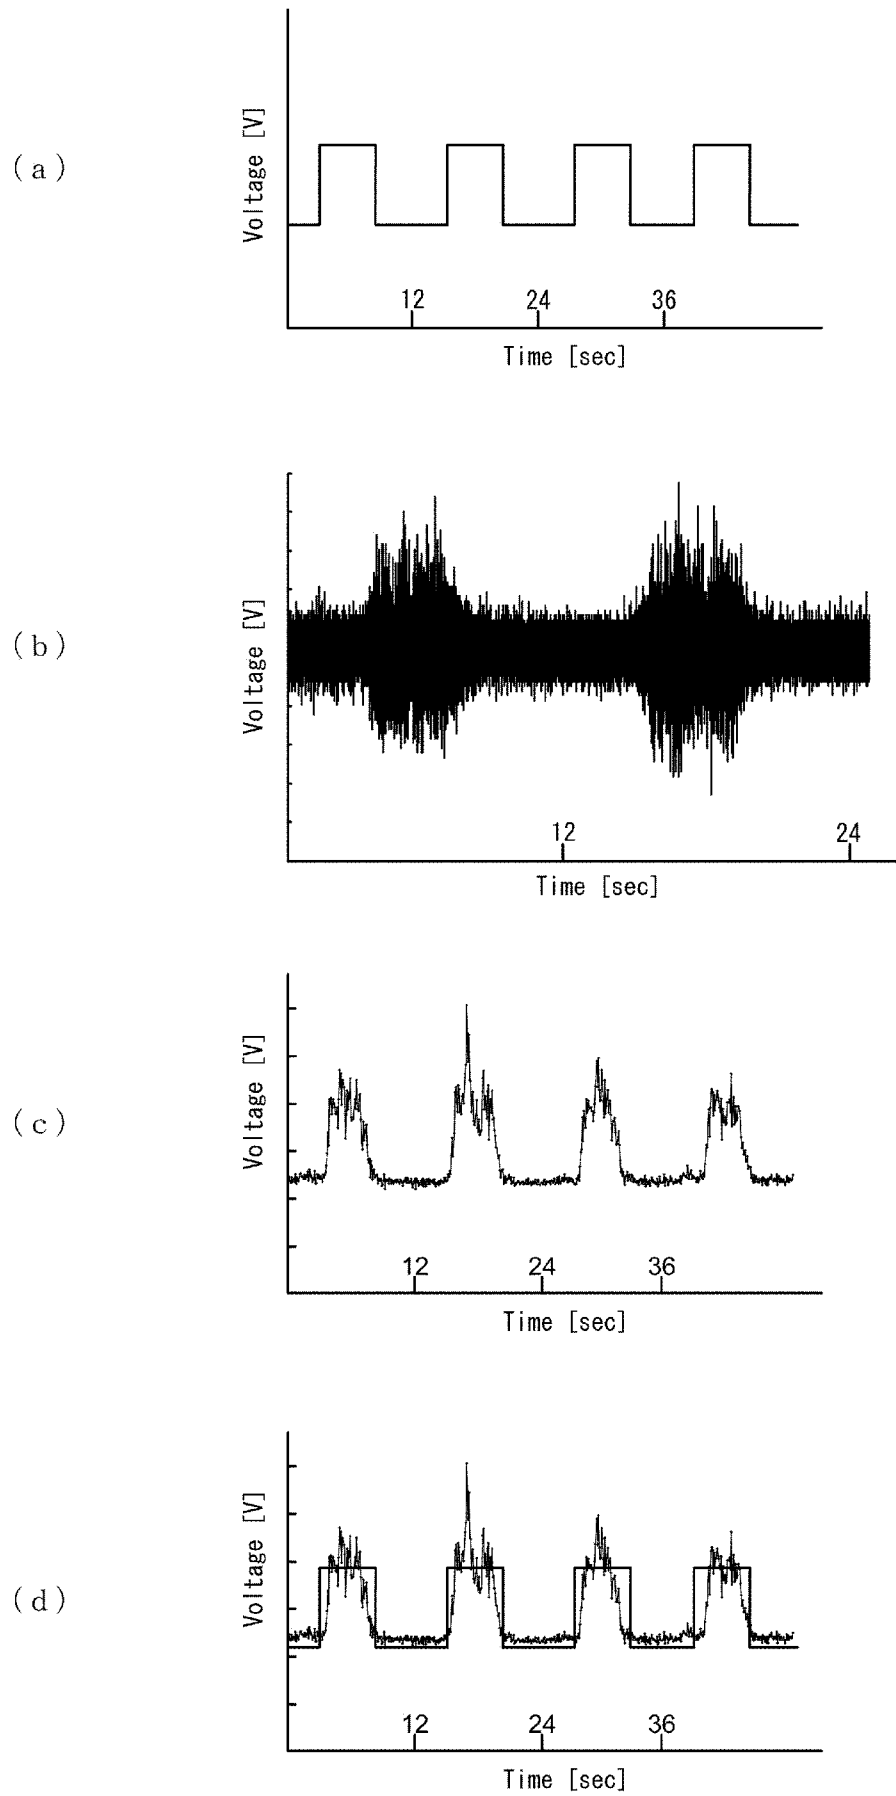 (a)
Voltage [V]
12 24 36
Time [sec]
(b)
Voltage [V]
12 24
Time [sec]
(c)
Voltage [V]
12 24 36
Time [sec]
(d)
Voltage [V]
12 24 36
Time [sec]